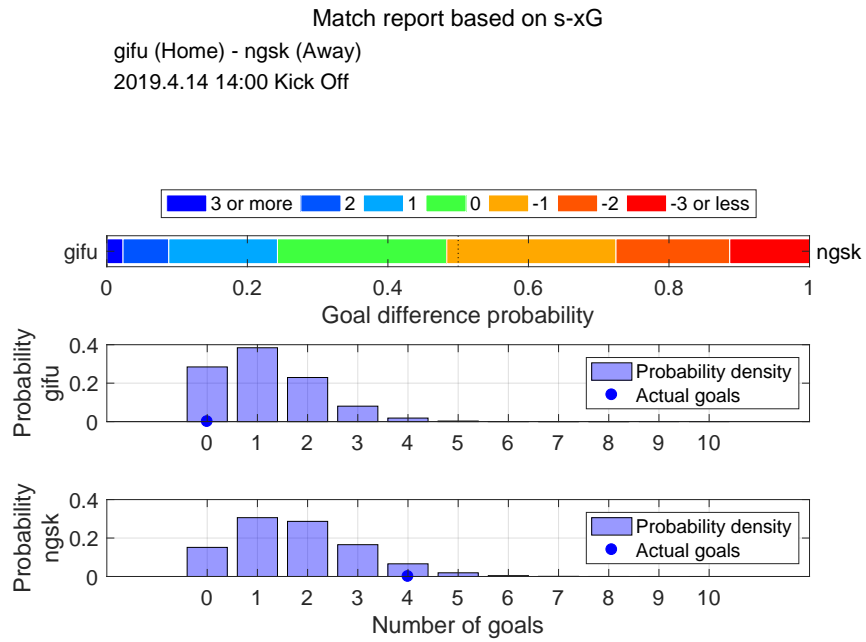 Match report based on s-xG
gifu (Home) - ngsk (Away)
2019.4.14 14:00 Kick Off
3 or more 2 1 0 -1 -2 -3 or less
gifu ngsk
0 0.2 0.4 0.6 0.8 1
Goal difference probability
Probability
gifu
0.4
0.2
0
Probability density
Actual goals
0 1 2 3 4 5 6 7 8 9 10
Probability
ngsk
0.4
0.2
0
Probability density
Actual goals
0 1 2 3 4 5 6 7 8 9 10
Number of goals